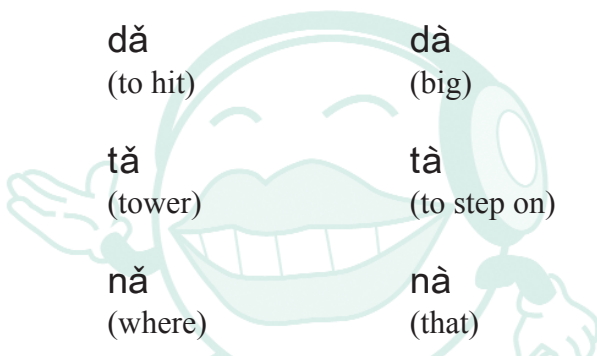 dǎ dà
(to hit) (big)
tǎ tà
(tower) (to step on)
nǎ nà
(where) (that)